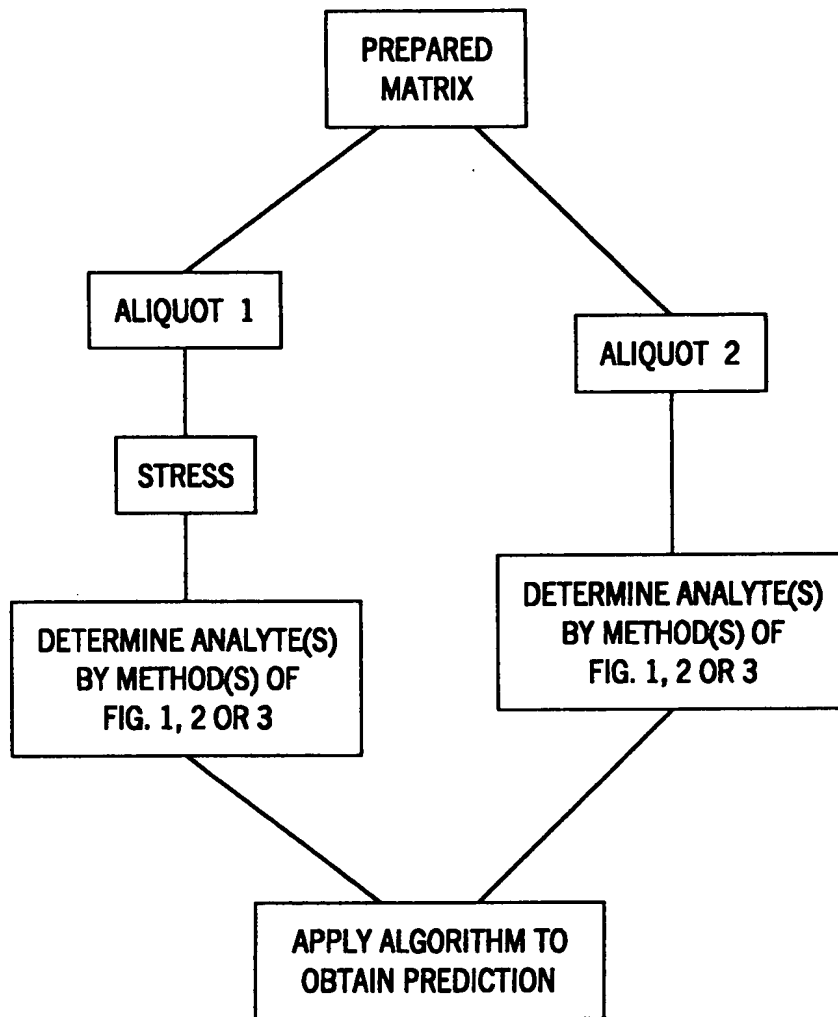 PREPARED
MATRIX
ALIQUOT 1
ALIQUOT 2
STRESS
DETERMINE ANALYTE(S)
BY METHOD(S) OF
FIG. 1, 2 OR 3
DETERMINE ANALYTE(S)
BY METHOD(S) OF
FIG. 1, 2 OR 3
APPLY ALGORITHM TO
OBTAIN PREDICTION